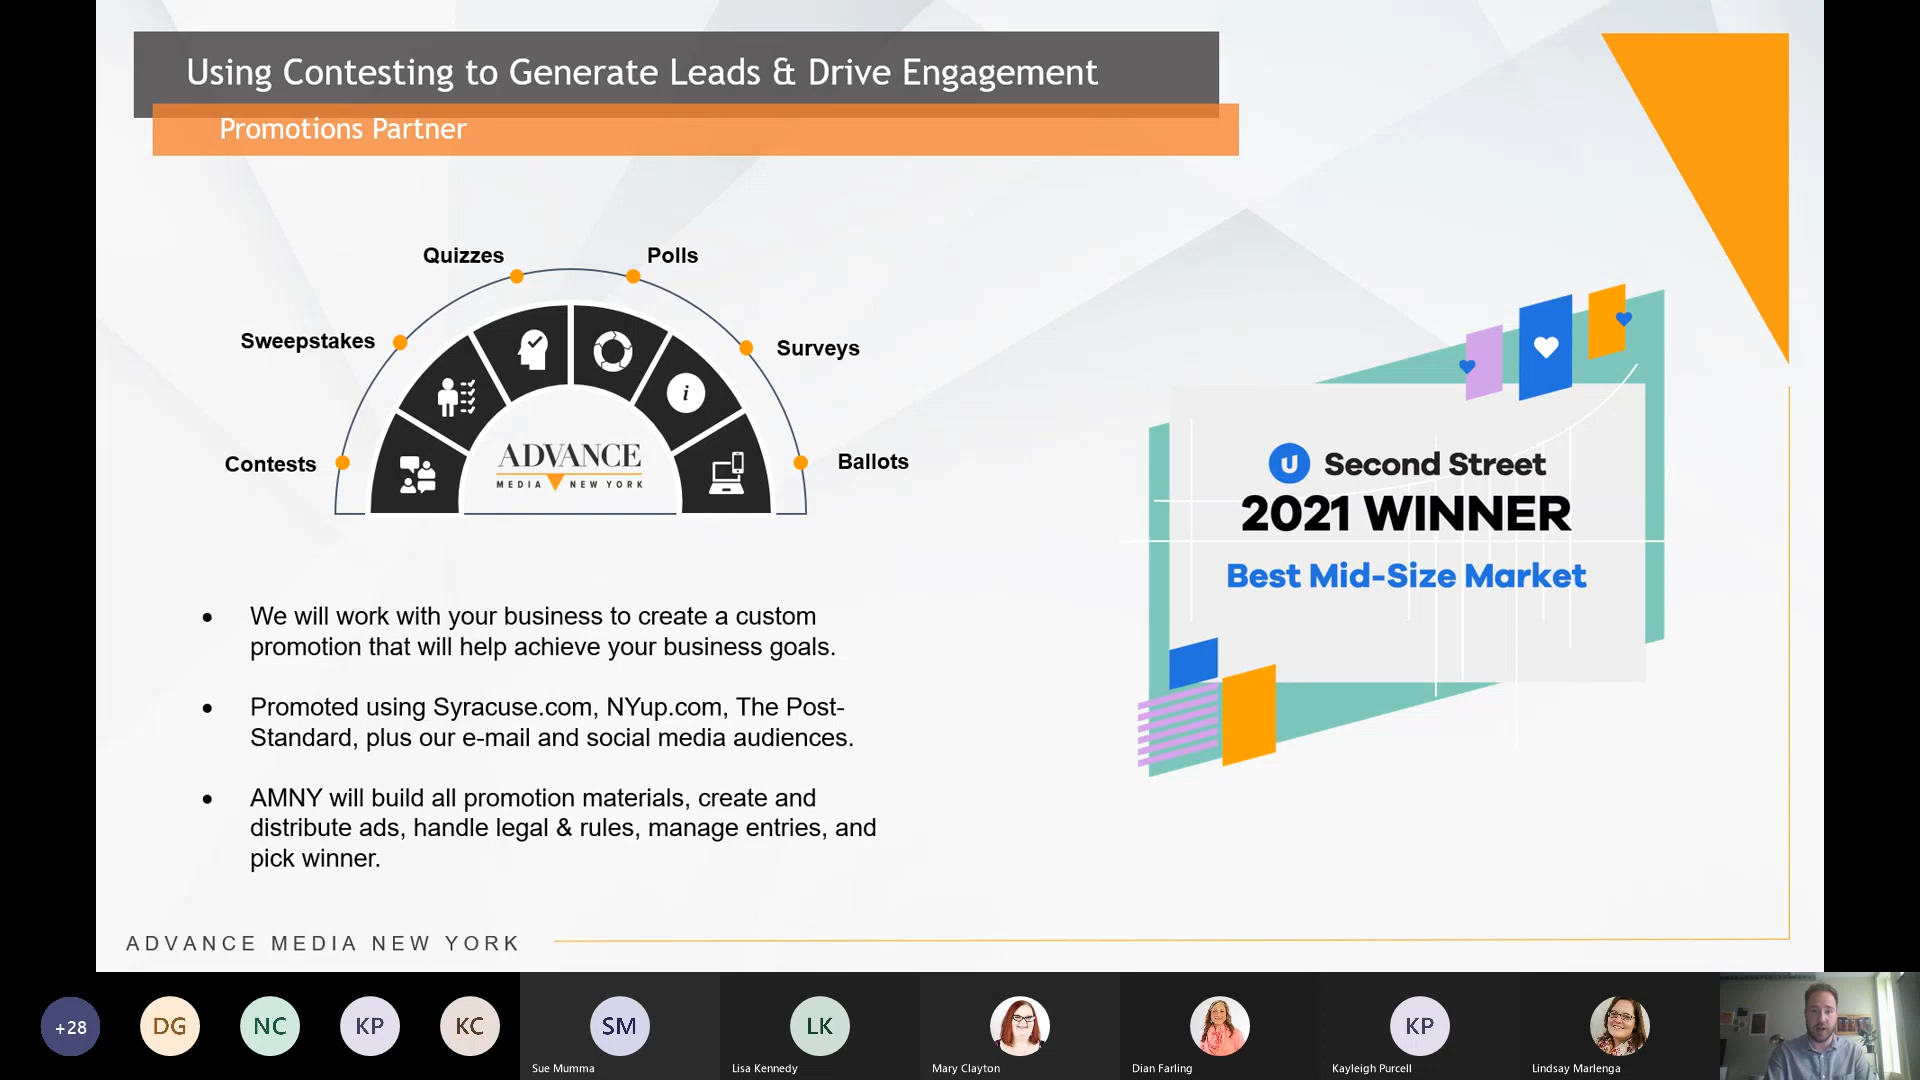 Using Contesting to Generate Leads & Drive Engagement
Promotions Partner
Quizzes
Polls
Sweepstakes
Surveys
Contests
Ballots
i
ADVANCE
MEDIA NEW YORK
Second Street
2021 WINNER
Best Mid-Size Market
• We will work with your business to create a custom
promotion that will help achieve your business goals.
• Promoted using Syracuse.com, NYup.com, The Post-
Standard, plus our e-mail and social media audiences.
• AMNY will build all promotion materials, create and
distribute ads, handle legal & rules, manage entries, and
pick winner.
ADVANCE MEDIA NEW YORK
+28
DG
NC
KP
KC
SM
LK
KP
Sue Mumma
Lisa Kennedy
Mary Clayton
Dian Farling
Kayleigh Purcell
Lindsay Marlenga